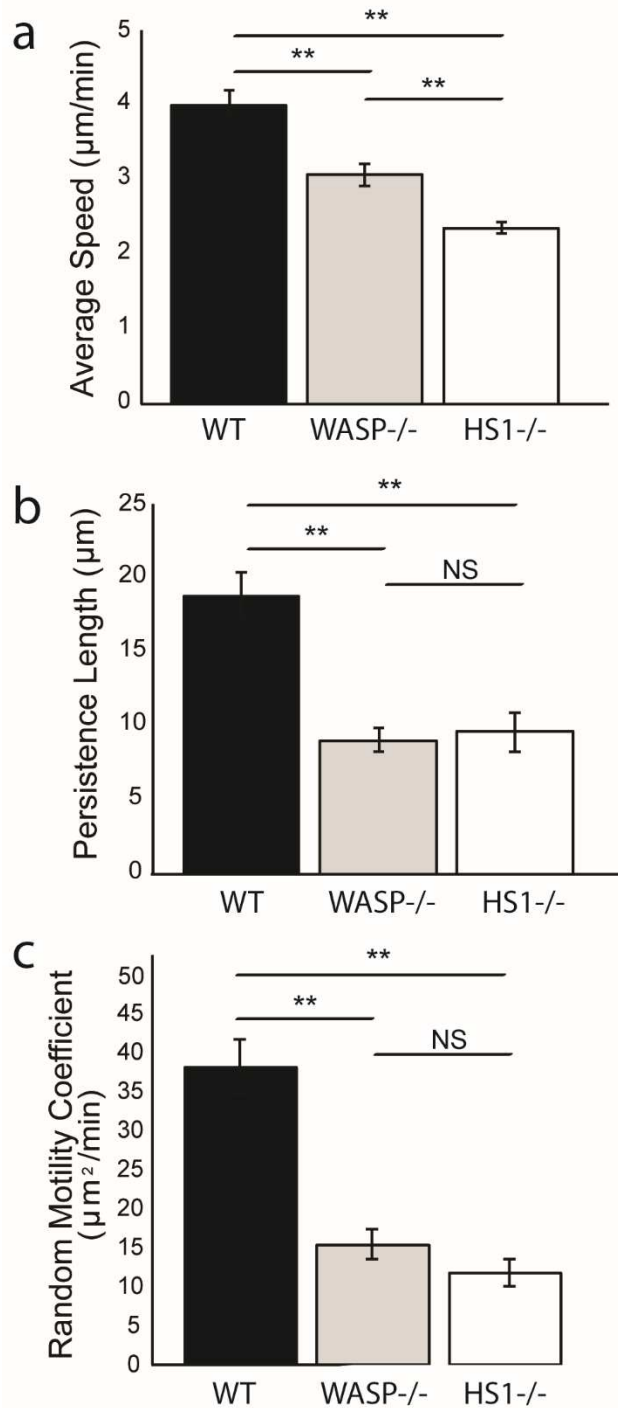 a
Average Speed (µm/min)
5
4
3
2
1
0
**
**
**
WT WASP-/- HS1-/-
b
Persistence Length (µm)
25
20
15
10
5
0
**
**
NS
WT WASP-/- HS1-/-
c
Random Motility Coefficient
(µm²/min)
50
45
40
35
30
25
20
15
10
5
0
**
**
NS
WT WASP-/- HS1-/-